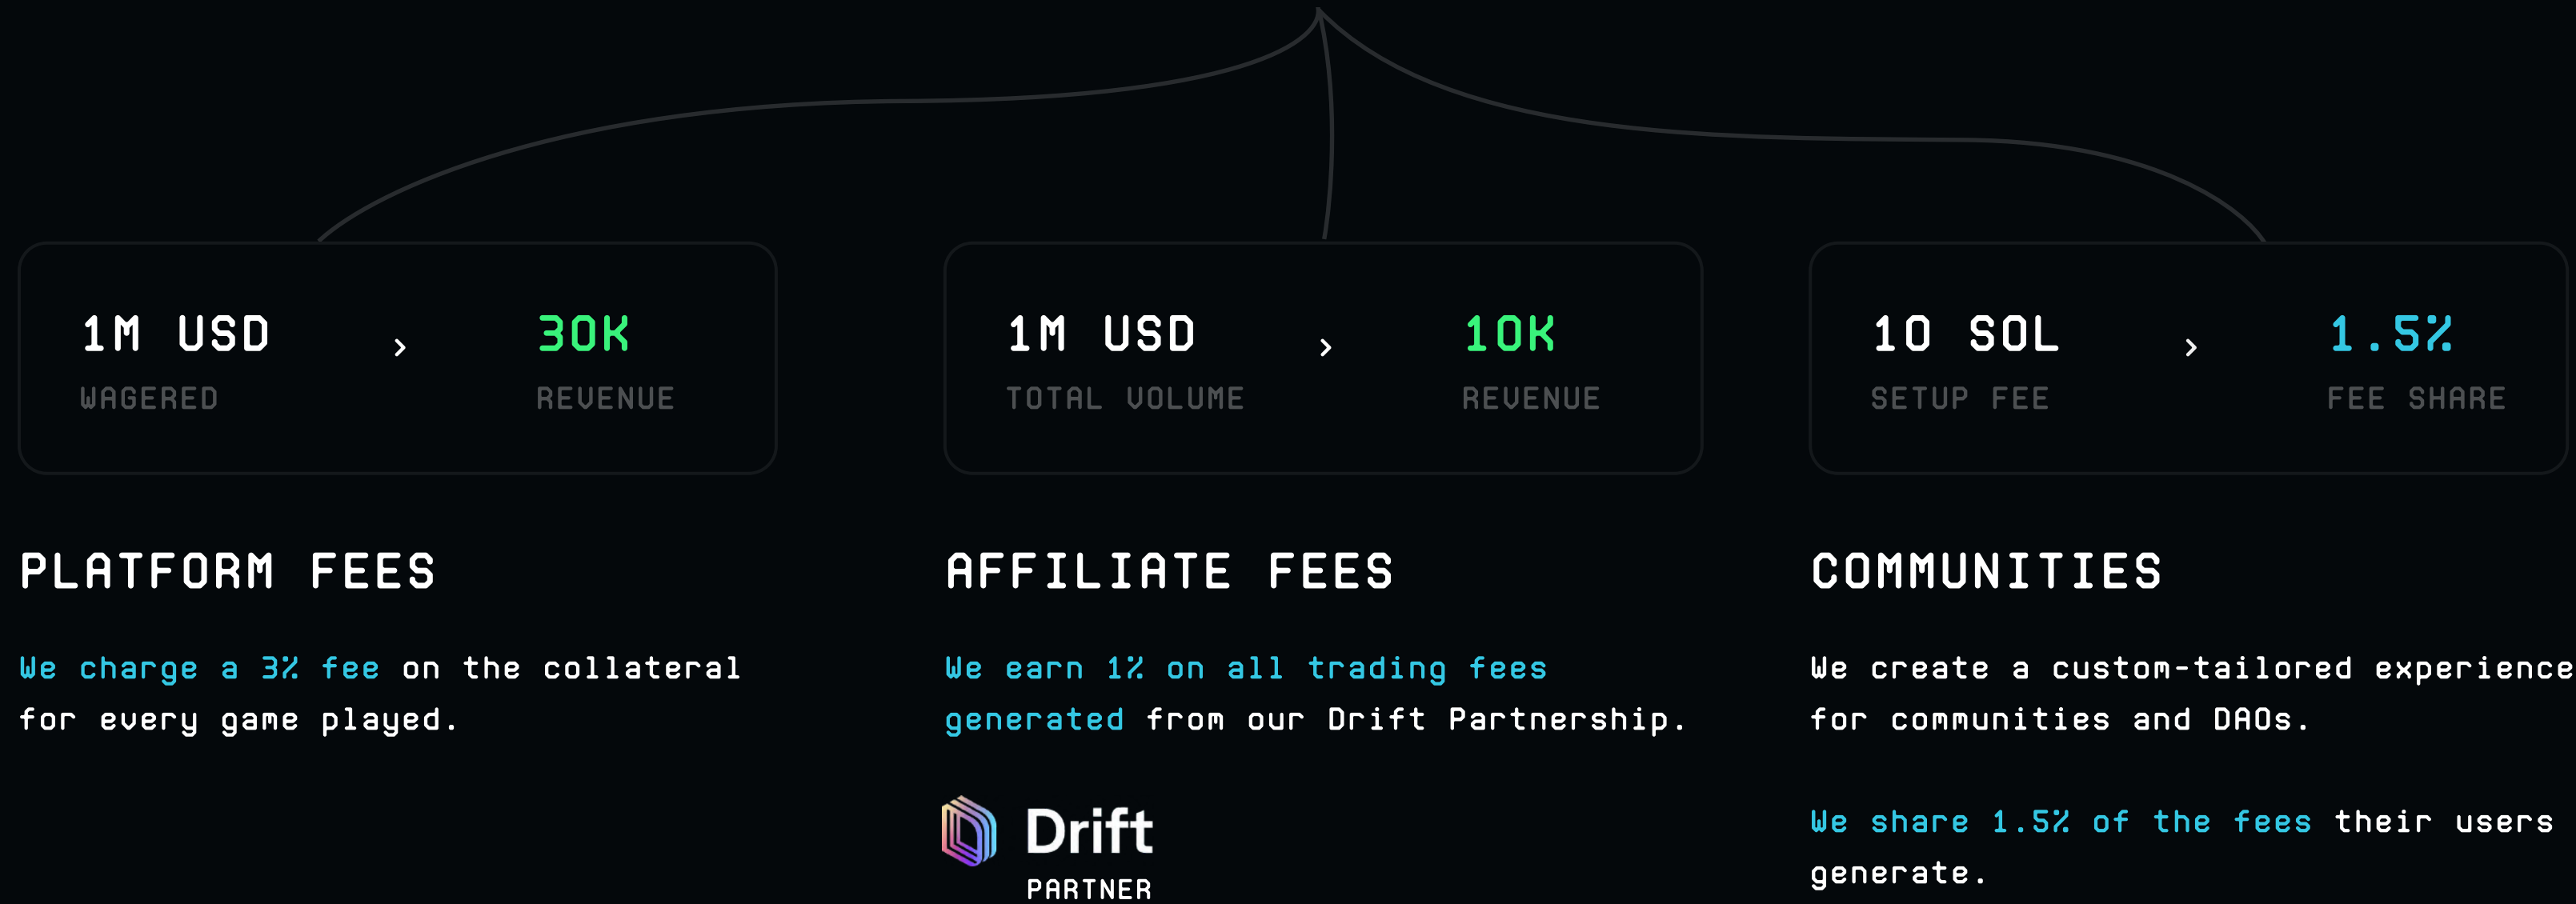 1M USD > 30K
WAGERED REVENUE
1M USD > 10K
TOTAL VOLUME REVENUE
10 SOL > 1.5%
SETUP FEE FEE SHARE
PLATFORM FEES
We charge a 3% fee on the collateral
for every game played.
AFFILIATE FEES
We earn 1% on all trading fees
generated from our Drift Partnership.
Drift
PARTNER
COMMUNITIES
We create a custom-tailored experience
for communities and DAOs.
We share 1.5% of the fees their users
generate.